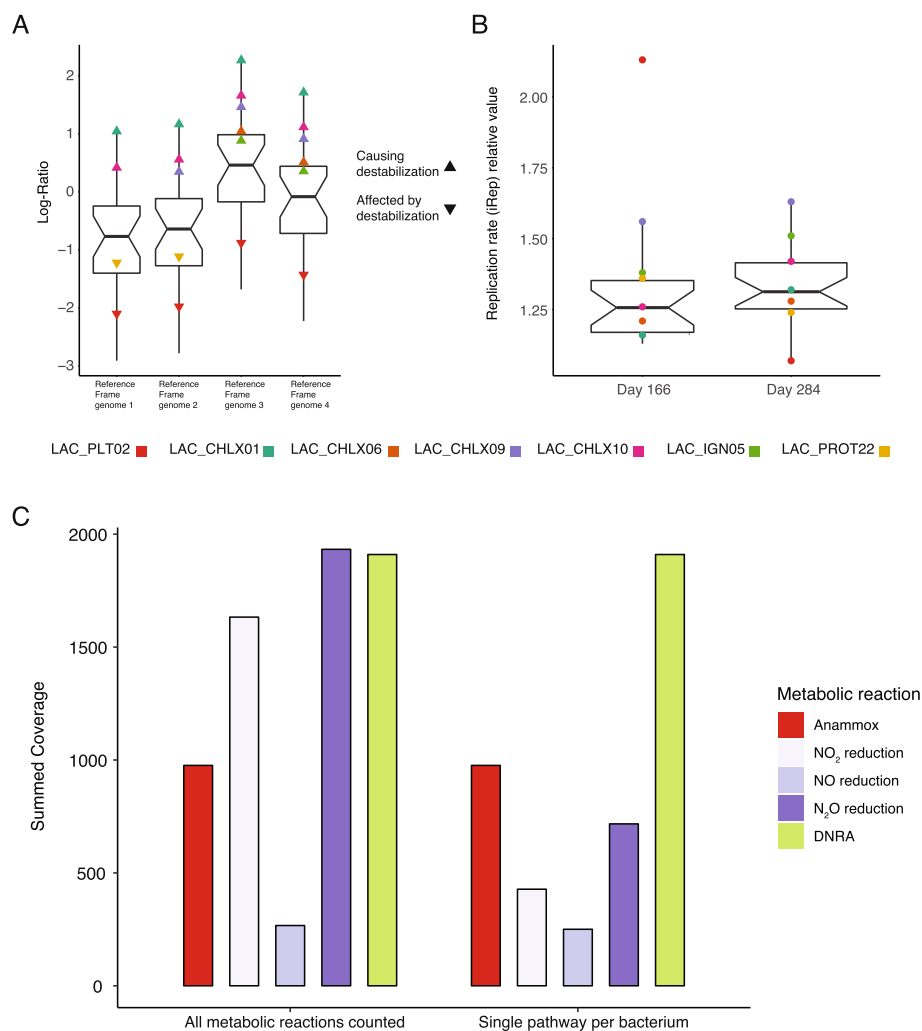 A
Log-Ratio
2
1
0
−1
−2
−3
Reference
Frame
genome 1
Reference
Frame
genome 2
Reference
Frame
genome 3
Reference
Frame
genome 4
Causing
destabilization
Affected by
destabilization
B
Replication rate (iRep) relative value
2.00
1.75
1.50
1.25
Day 166
Day 284
LAC_PLT02
LAC_CHLX01
LAC_CHLX06
LAC_CHLX09
LAC_CHLX10
LAC_IGN05
LAC_PROT22
C
Summed Coverage
2000
1500
1000
500
0
All metabolic reactions counted
Single pathway per bacterium
Metabolic reaction
Anammox
NO₂ reduction
NO reduction
N₂O reduction
DNRA